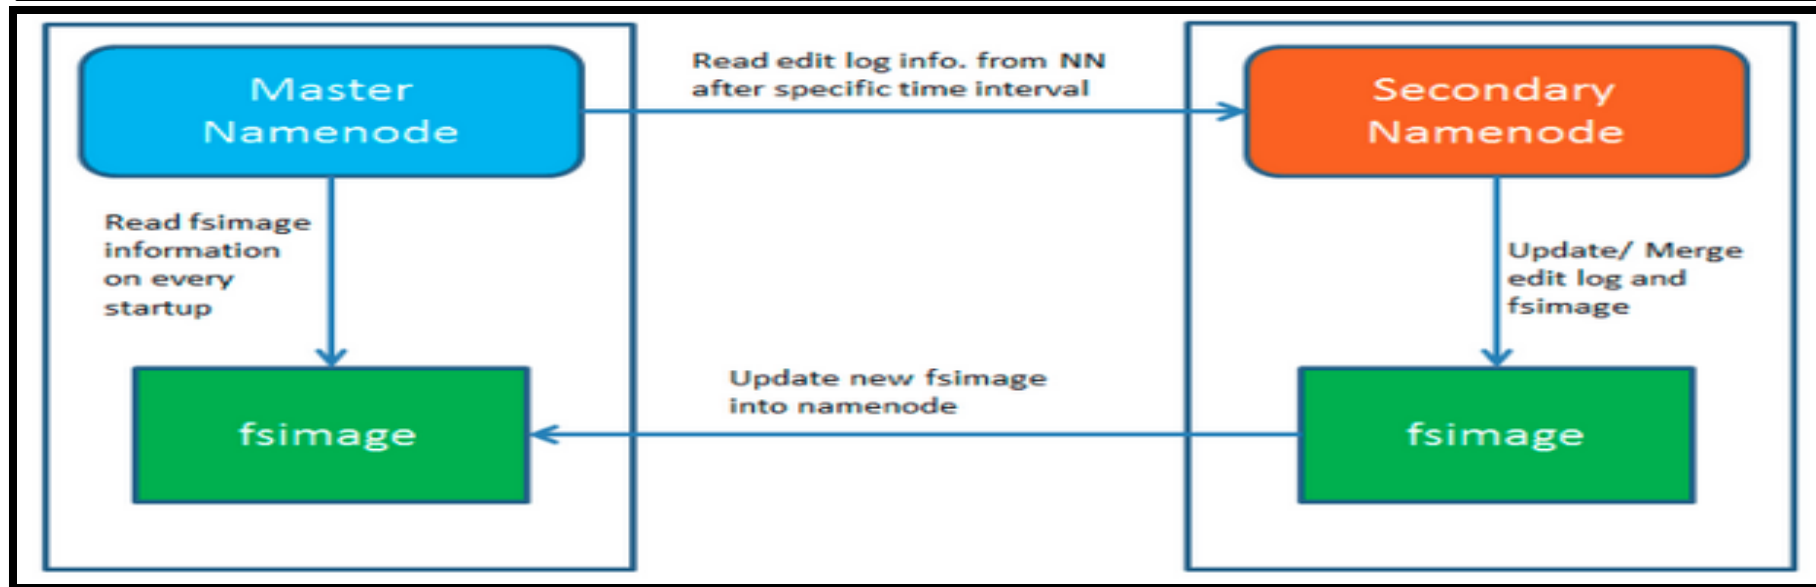 Master
Namenode
Read edit log info. from NN
after specific time interval
Secondary
Namenode
Read fsimage
information
on every
startup
Update/ Merge
edit log and
fsimage
fsimage
Update new fsimage
into namenode
fsimage